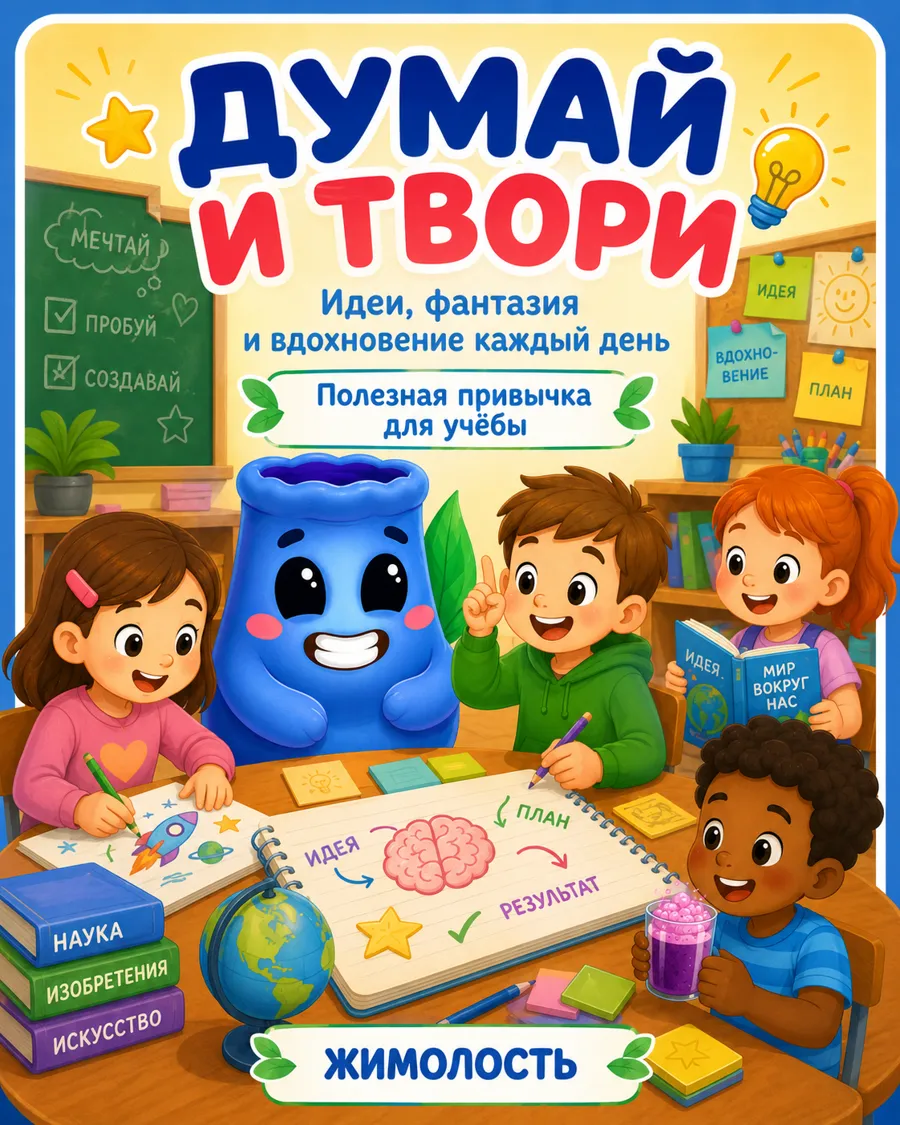 ДУМАЙ
И ТВОРИ
Идеи, фантазия
и вдохновение каждый день
Полезная привычка
для учёбы
МЕЧТАЙ
ПРОБУЙ
СОЗДАВАЙ
ИДЕЯ
ВДОХНО-
ВЕНИЕ
ПЛАН
ИДЕЯ
МИР
ВОКРУГ
НАС
ИДЕЯ
ПЛАН
РЕЗУЛЬТАТ
НАУКА
ИЗОБРЕТЕНИЯ
ИСКУССТВО
ЖИМОЛОСТЬ